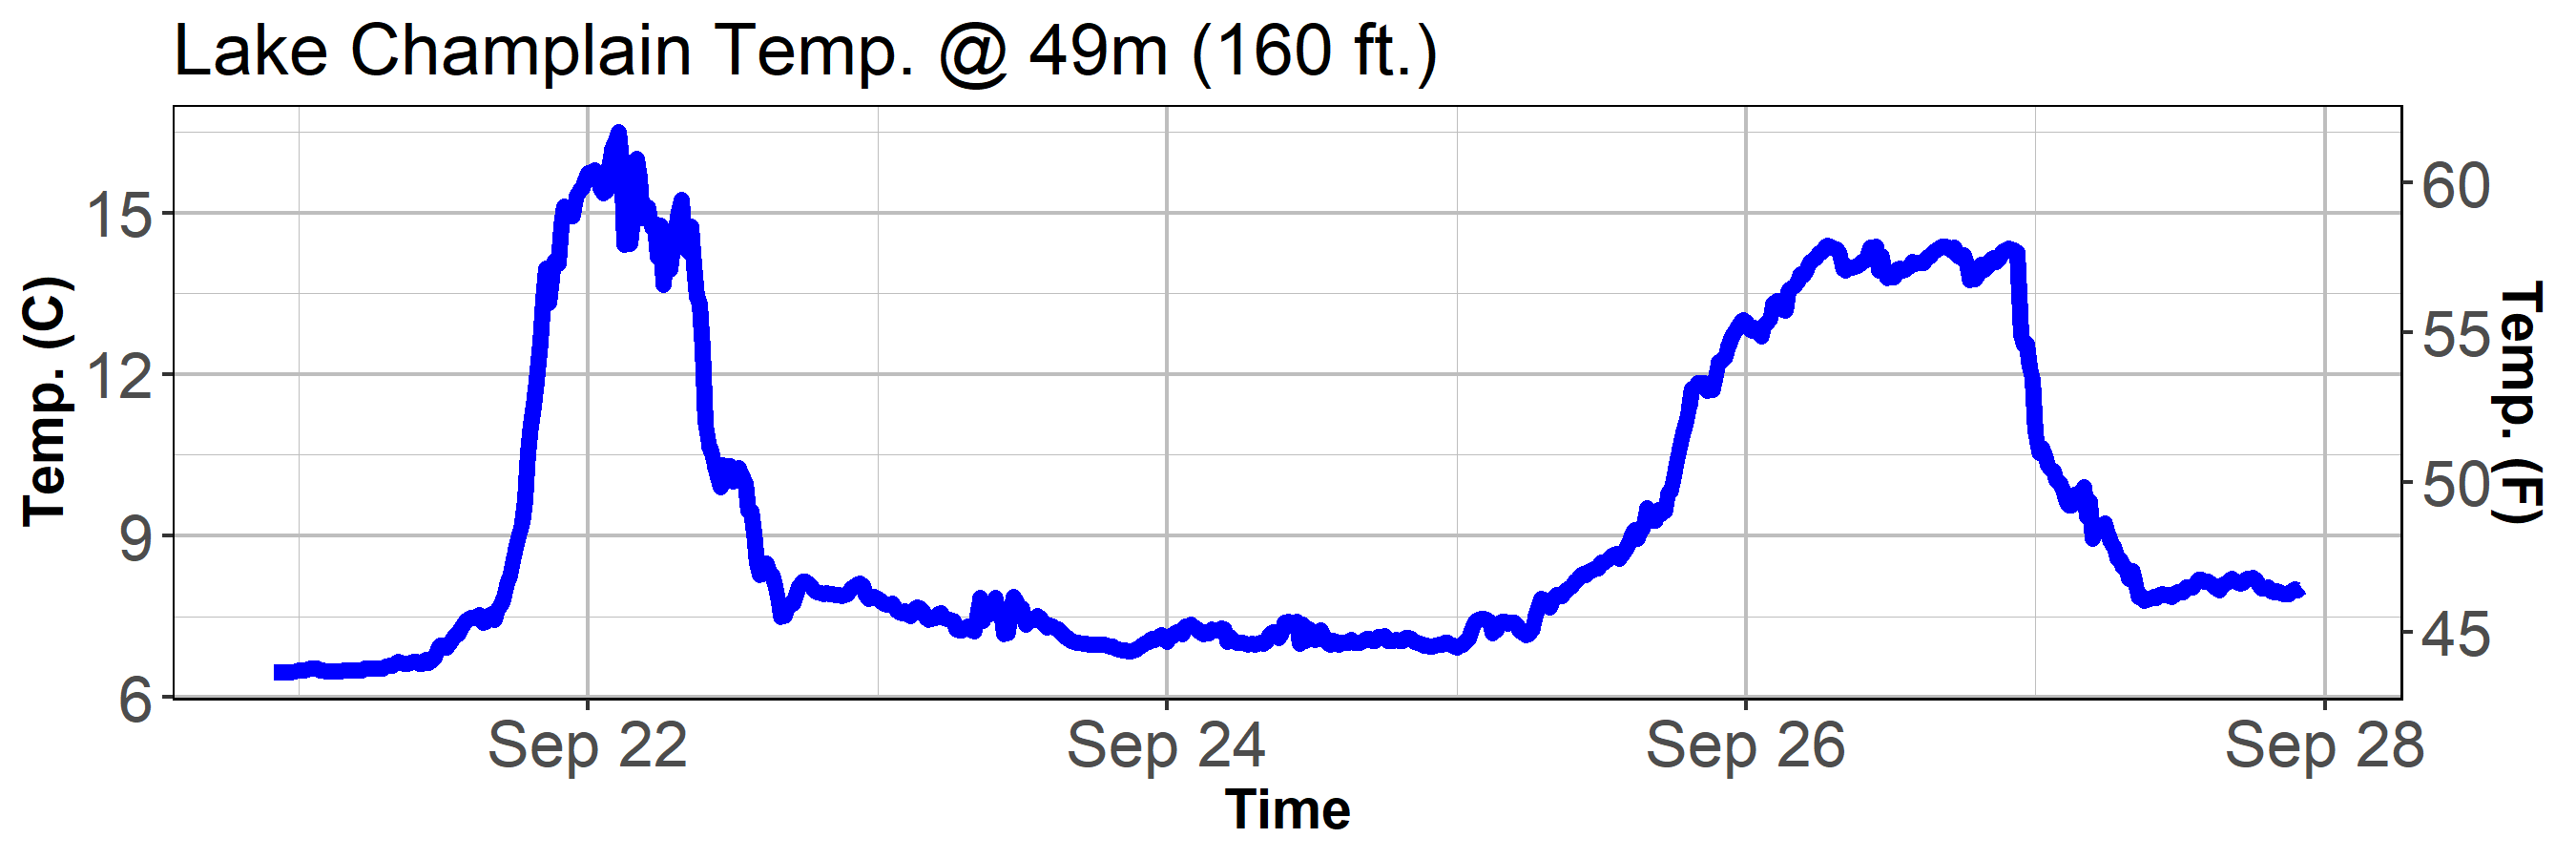 Lake Champlain Temp. @ 49m (160 ft.)
Temp. (C)
15
12
9
6
60
55
50
45
Temp. (F)
Sep 22
Sep 24
Sep 26
Sep 28
Time